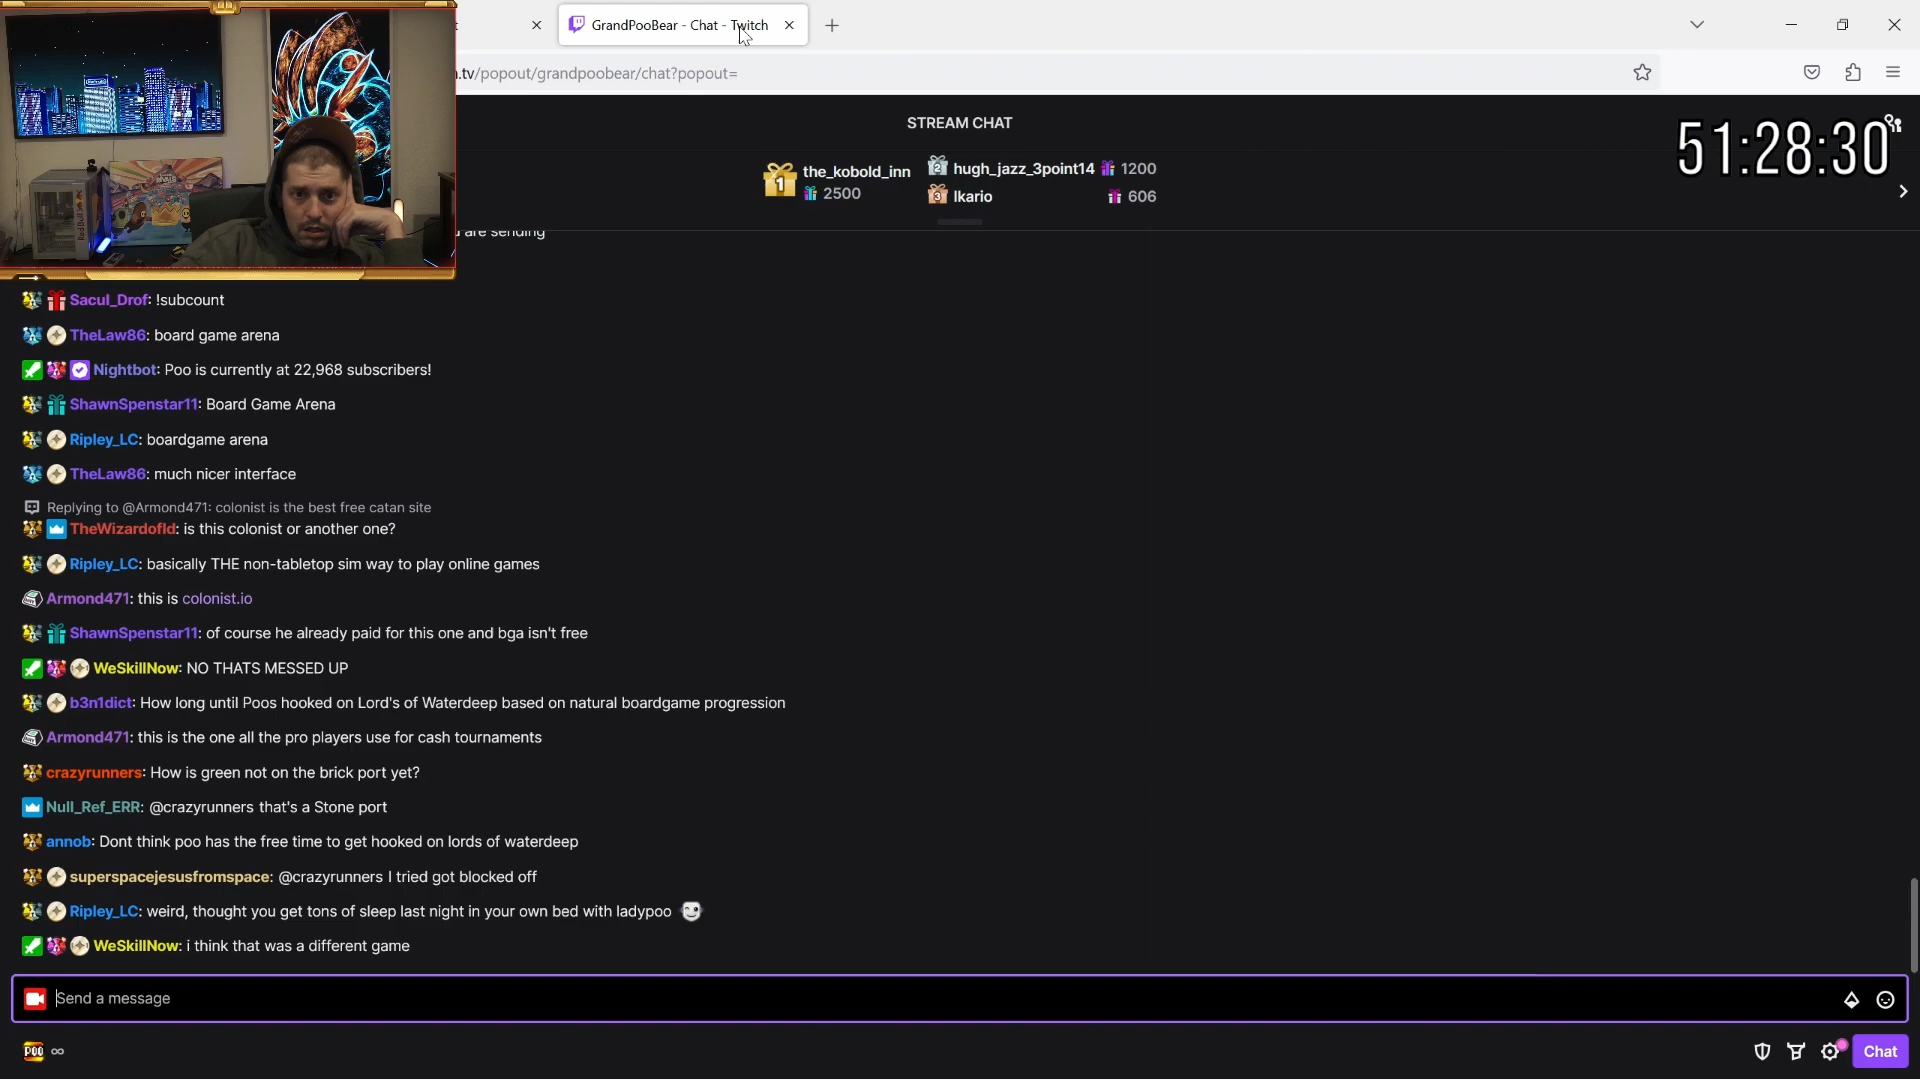 GrandPooBear - Chat - Twitch
.tv/popout/grandpoobear/chat?popout=
STREAM CHAT
51:28:30
1 the_kobold_inn 2500
2 hugh_jazz_3point14 1200
3 Ikario 606
are sending
Sacul_Drof: !subcount
TheLaw86: board game arena
Nightbot: Poo is currently at 22,968 subscribers!
ShawnSpenstar11: Board Game Arena
Ripley_LC: boardgame arena
TheLaw86: much nicer interface
Replying to @Armond471: colonist is the best free catan site
TheWizardofId: is this colonist or another one?
Ripley_LC: basically THE non-tabletop sim way to play online games
Armond471: this is colonist.io
ShawnSpenstar11: of course he already paid for this one and bga isn't free
WeSkillNow: NO THATS MESSED UP
b3n1dict: How long until Poos hooked on Lord's of Waterdeep based on natural boardgame progression
Armond471: this is the one all the pro players use for cash tournaments
crazyrunners: How is green not on the brick port yet?
Null_Ref_ERR: @crazyrunners that's a Stone port
annob: Dont think poo has the free time to get hooked on lords of waterdeep
superspacejesusfromspace: @crazyrunners I tried got blocked off
Ripley_LC: weird, thought you get tons of sleep last night in your own bed with ladypoo
WeSkillNow: i think that was a different game
Send a message
POO ∞
Chat